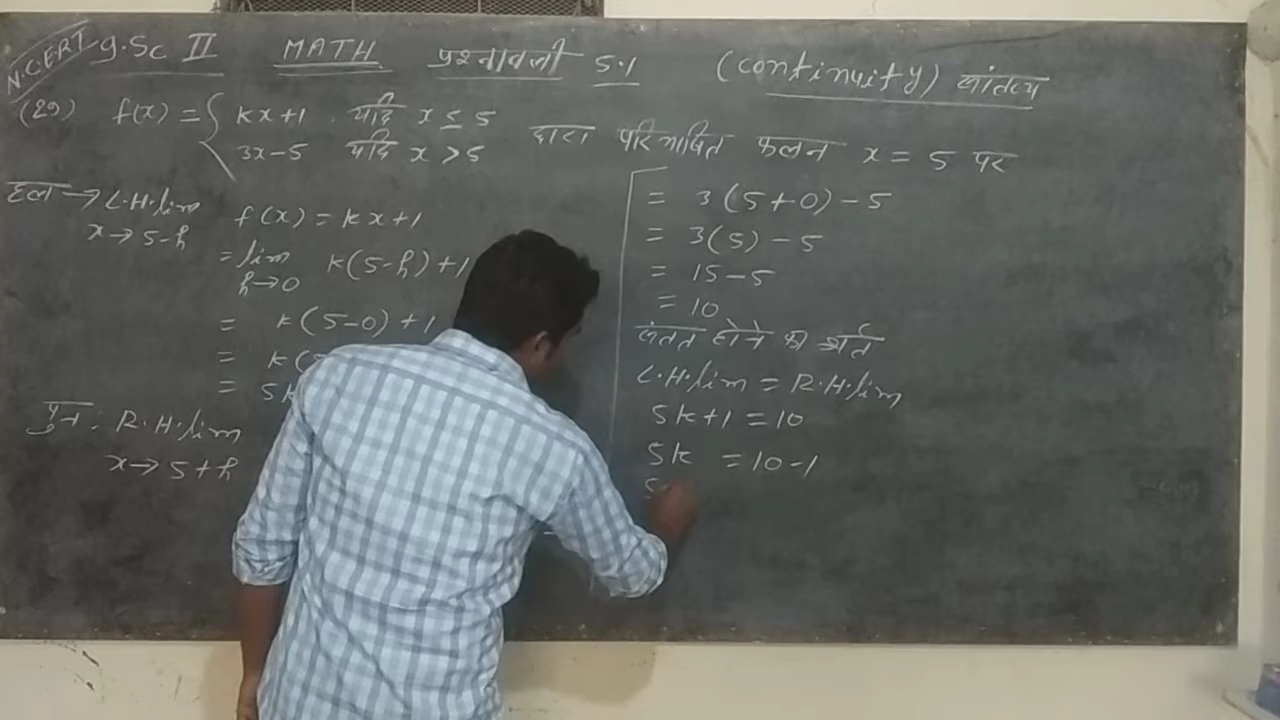 N.C.E.R.T I.Sc II MATH प्रश्नावली 5.1 (continuity) सांतत्य
(29) f(x) = { kx+1 यदि x ≤ 5
3x-5 यदि x > 5 द्वारा परिभाषित फलन x = 5 पर
हल → L.H.lim f(x) = kx+1
x→5-h
= lim k(5-h)+1
h→0
= k(5-0)+1
= k(
= 5k
पुन: R.H.lim
x→5+h
= 3(5+0)-5
= 3(5)-5
= 15-5
= 10
संतत होने की शर्त
L.H.lim = R.H.lim
5k+1 = 10
5k = 10-1